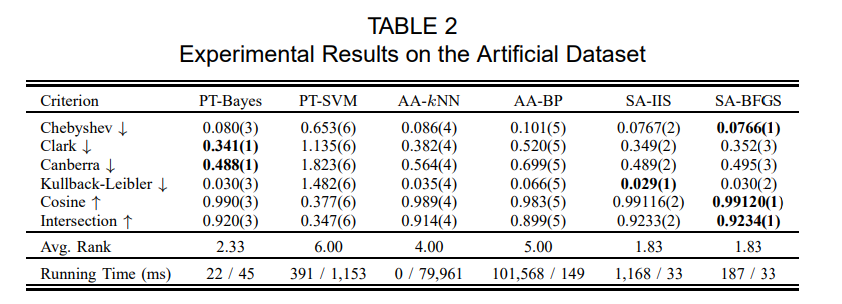 TABLE 2
Experimental Results on the Artificial Dataset
Criterion PT-Bayes PT-SVM AA-kNN AA-BP SA-IIS SA-BFGS
Chebyshev ↓ 0.080(3) 0.653(6) 0.086(4) 0.101(5) 0.0767(2) 0.0766(1)
Clark ↓ 0.341(1) 1.135(6) 0.382(4) 0.520(5) 0.349(2) 0.352(3)
Canberra ↓ 0.488(1) 1.823(6) 0.564(4) 0.699(5) 0.489(2) 0.495(3)
Kullback-Leibler ↓ 0.030(3) 1.482(6) 0.035(4) 0.066(5) 0.029(1) 0.030(2)
Cosine ↑ 0.990(3) 0.377(6) 0.989(4) 0.983(5) 0.99116(2) 0.99120(1)
Intersection ↑ 0.920(3) 0.347(6) 0.914(4) 0.899(5) 0.9233(2) 0.9234(1)
Avg. Rank 2.33 6.00 4.00 5.00 1.83 1.83
Running Time (ms) 22 / 45 391 / 1,153 0 / 79,961 101,568 / 149 1,168 / 33 187 / 33